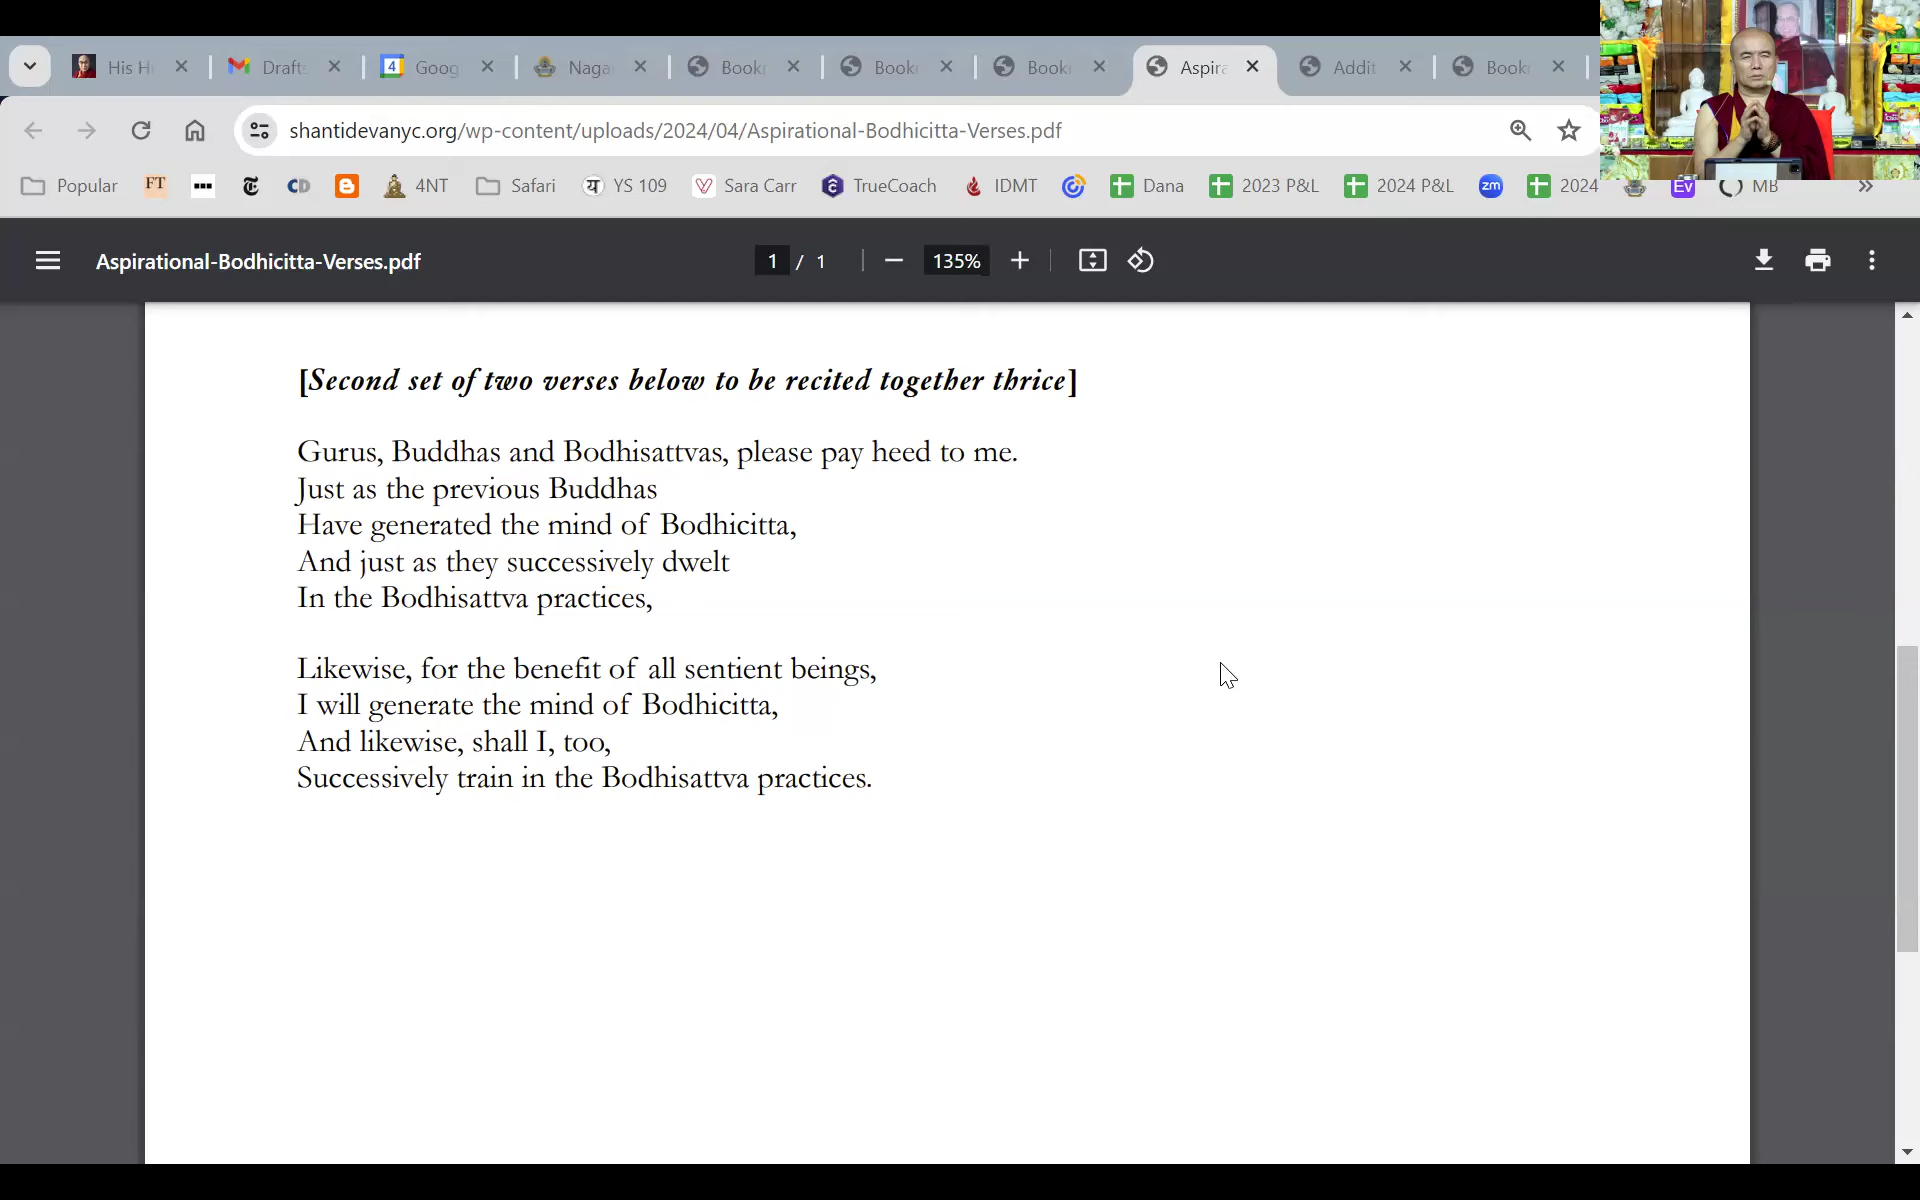 His H
Draft
4 Goog
Naga
Book
Book
Book
Aspira
Addit
Book
shantidevanyc.org/wp-content/uploads/2024/04/Aspirational-Bodhicitta-Verses.pdf
Popular FT CD 4NT Safari य YS 109 Sara Carr TrueCoach IDMT Dana 2023 P&L 2024 P&L zm 2024 Ev MB »
Aspirational-Bodhicitta-Verses.pdf 1 / 1 135%
[Second set of two verses below to be recited together thrice]
Gurus, Buddhas and Bodhisattvas, please pay heed to me.
Just as the previous Buddhas
Have generated the mind of Bodhicitta,
And just as they successively dwelt
In the Bodhisattva practices,
Likewise, for the benefit of all sentient beings,
I will generate the mind of Bodhicitta,
And likewise, shall I, too,
Successively train in the Bodhisattva practices.